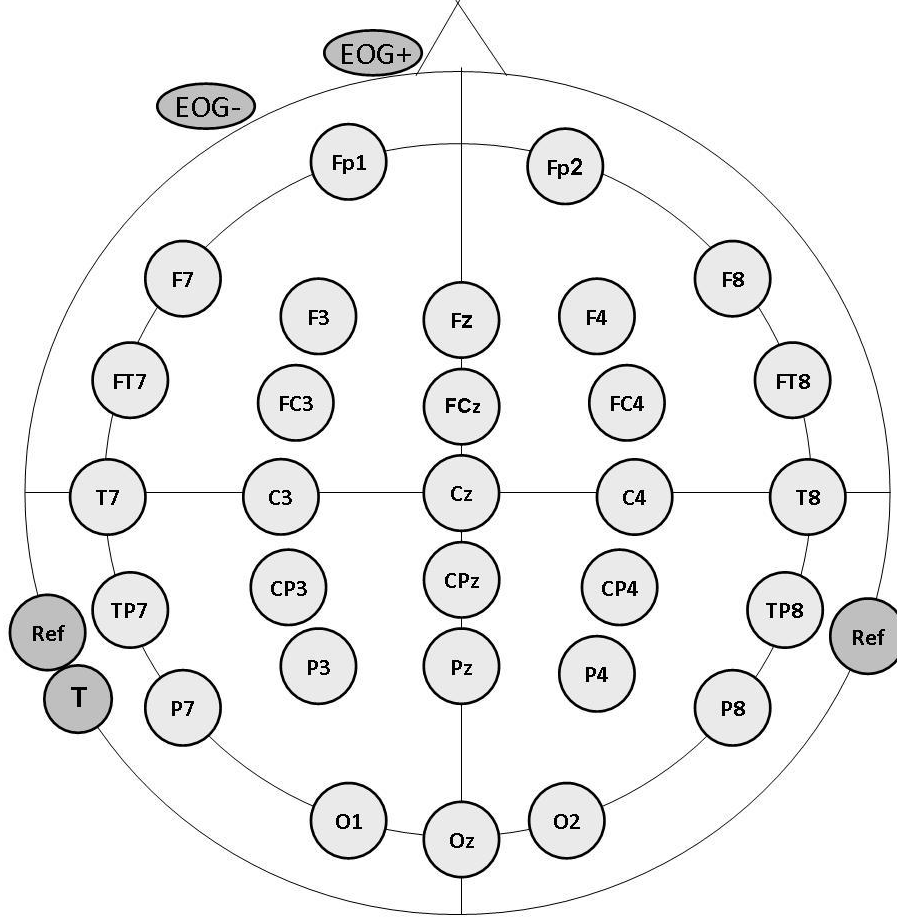 EOG+
EOG-
Fp1
Fp2
F7
F8
F3
Fz
F4
FT7
FC3
FCz
FC4
FT8
T7
C3
Cz
C4
T8
CP3
CPz
CP4
TP7
TP8
Ref
Ref
P3
Pz
P4
T
P7
P8
O1
Oz
O2